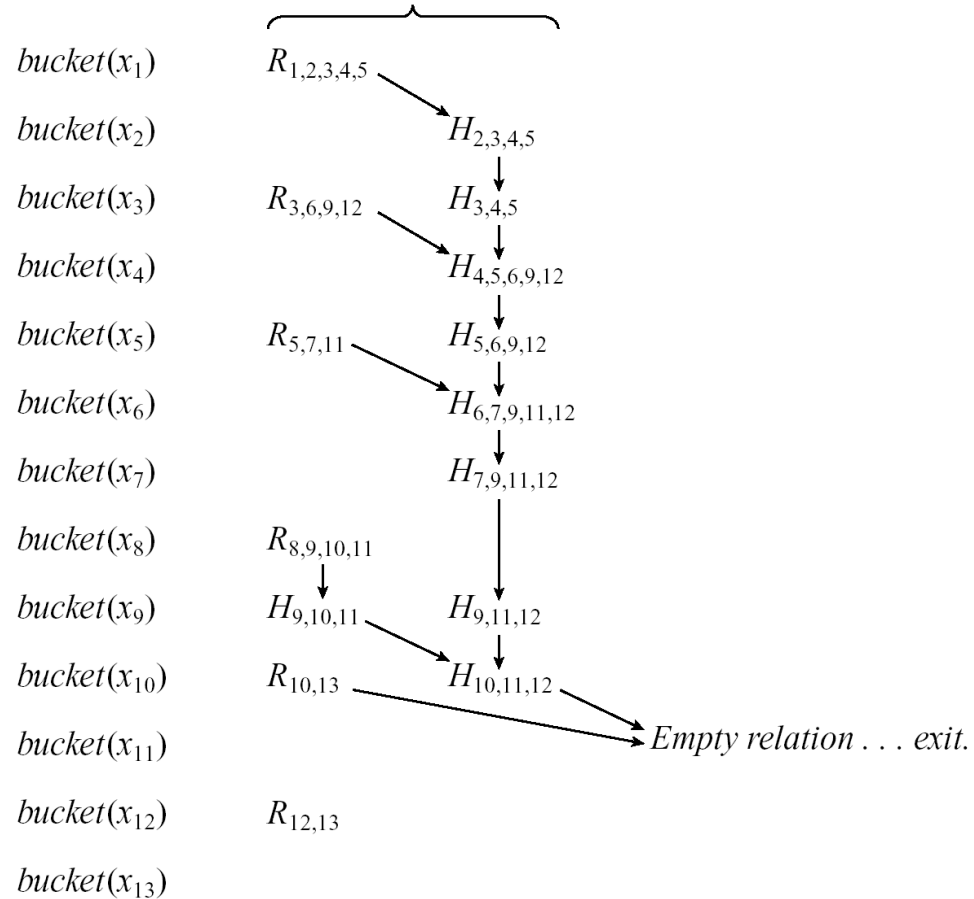 bucket(x₁) R₁,₂,₃,₄,₅
bucket(x₂) H₂,₃,₄,₅
bucket(x₃) R₃,₆,₉,₁₂ H₃,₄,₅
bucket(x₄) H₄,₅,₆,₉,₁₂
bucket(x₅) R₅,₇,₁₁ H₅,₆,₉,₁₂
bucket(x₆) H₆,₇,₉,₁₁,₁₂
bucket(x₇) H₇,₉,₁₁,₁₂
bucket(x₈) R₈,₉,₁₀,₁₁
bucket(x₉) H₉,₁₀,₁₁ H₉,₁₁,₁₂
bucket(x₁₀) R₁₀,₁₃ H₁₀,₁₁,₁₂
bucket(x₁₁) Empty relation . . . exit.
bucket(x₁₂) R₁₂,₁₃
bucket(x₁₃)